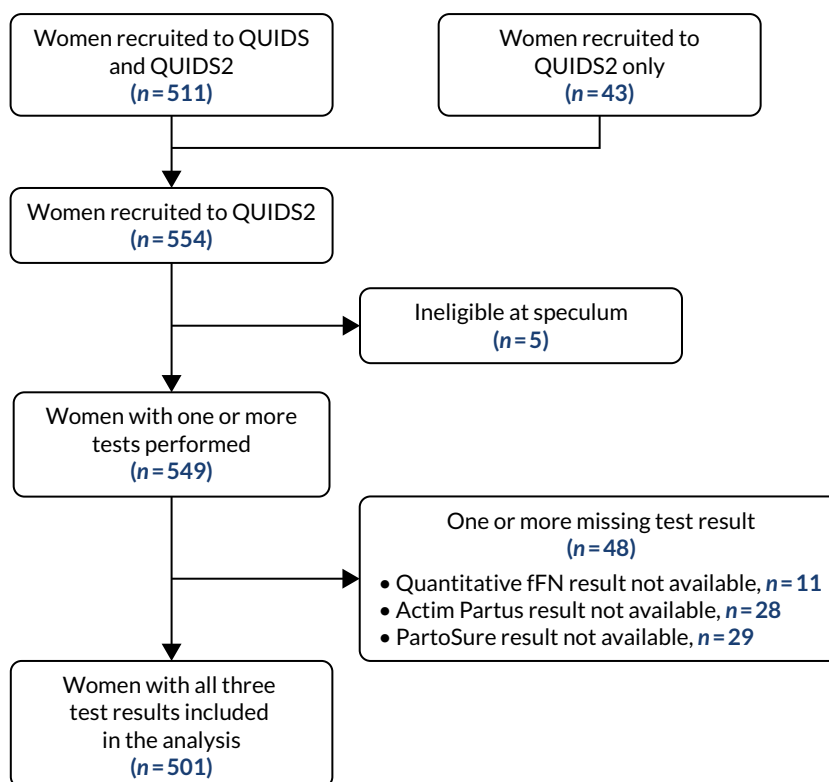 Women recruited to QUIDS
and QUIDS2
(n=511)
Women recruited to
QUIDS2 only
(n=43)
Women recruited to QUIDS2
(n=554)
Ineligible at speculum
(n=5)
Women with one or more
tests performed
(n=549)
One or more missing test result
(n=48)
• Quantitative fFN result not available, n=11
• Actim Partus result not available, n=28
• PartoSure result not available, n=29
Women with all three
test results included
in the analysis
(n=501)